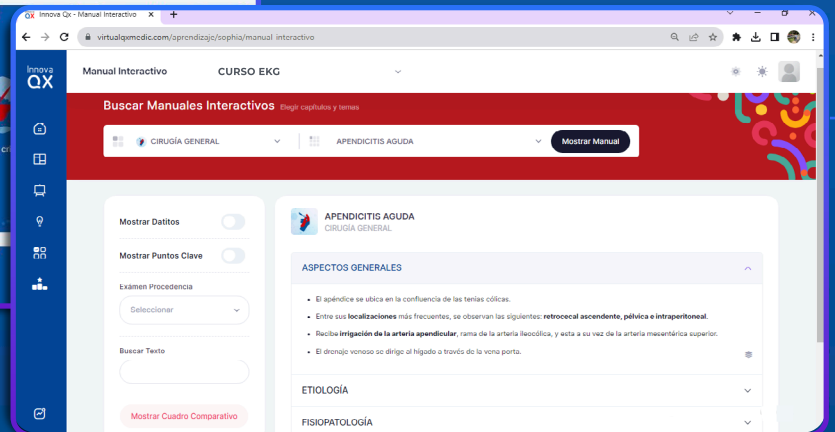 Innova Qx - Manual Interactivo
virtualqxmedic.com/aprendizaje/sophia/manual interactivo
Innova
QX
Manual Interactivo
CURSO EKG
Buscar Manuales Interactivos Elegir capítulos y temas
CIRUGÍA GENERAL
APENDICITIS AGUDA
Mostrar Manual
Mostrar Datitos
Mostrar Puntos Clave
Exámen Procedencia
Seleccionar
Buscar Texto
Mostrar Cuadro Comparativo
APENDICITIS AGUDA
CIRUGÍA GENERAL
ASPECTOS GENERALES
• El apéndice se ubica en la confluencia de las tenias cólicas.
• Entre sus localizaciones más frecuentes, se observan las siguientes: retrocecal ascendente, pélvica e intraperitoneal.
• Recibe irrigación de la arteria apendicular, rama de la arteria ileocólica, y esta a su vez de la arteria mesentérica superior.
• El drenaje venoso se dirige al hígado a través de la vena porta.
ETIOLOGÍA
FISIOPATOLOGÍA